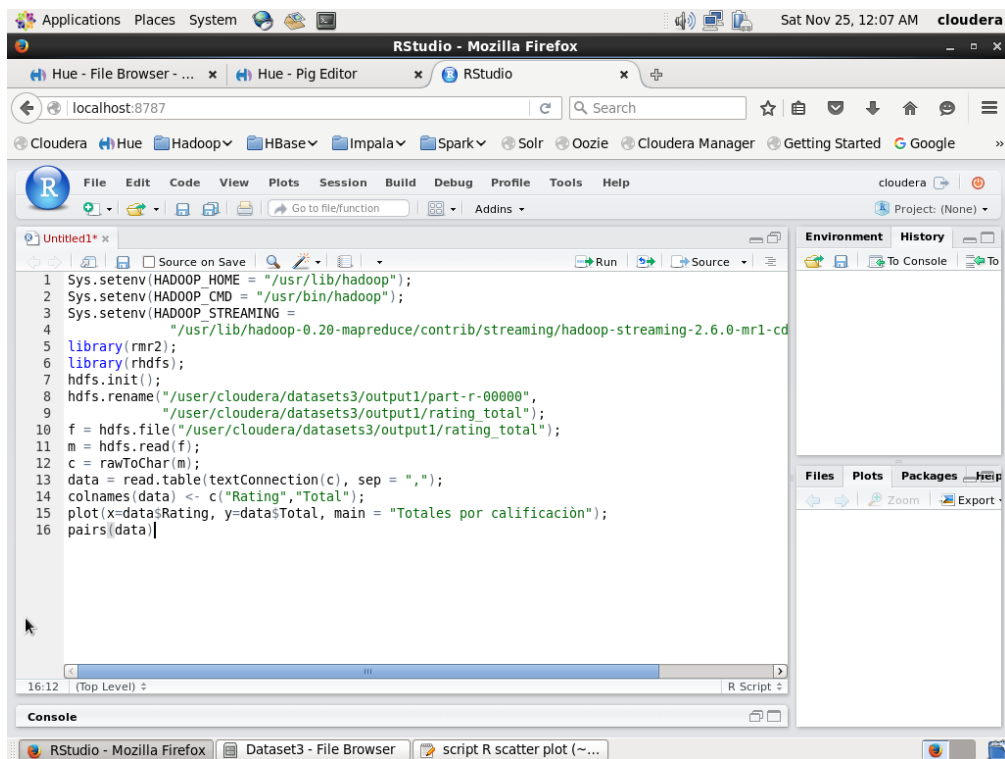 Applications Places System Sat Nov 25, 12:07 AM cloudera
RStudio - Mozilla Firefox
Hue - File Browser - ... × Hue - Pig Editor × RStudio ×
localhost:8787 Search
Cloudera Hue Hadoop HBase Impala Spark Solr Oozie Cloudera Manager Getting Started Google »
R File Edit Code View Plots Session Build Debug Profile Tools Help cloudera
Go to file/function Addins Project: (None)
Untitled1* × Environment History
Source on Save Run Source To Console To
1 Sys.setenv(HADOOP_HOME = "/usr/lib/hadoop");
2 Sys.setenv(HADOOP_CMD = "/usr/bin/hadoop");
3 Sys.setenv(HADOOP_STREAMING =
4 "/usr/lib/hadoop-0.20-mapreduce/contrib/streaming/hadoop-streaming-2.6.0-mr1-cd
5 library(rmr2);
6 library(rhdfs);
7 hdfs.init();
8 hdfs.rename("/user/cloudera/datasets3/output1/part-r-00000",
9 "/user/cloudera/datasets3/output1/rating_total");
10 f = hdfs.file("/user/cloudera/datasets3/output1/rating_total");
11 m = hdfs.read(f);
12 c = rawToChar(m);
13 data = read.table(textConnection(c), sep = ",");
14 colnames(data) <- c("Rating","Total");
15 plot(x=data$Rating, y=data$Total, main = "Totales por calificaciòn");
16 pairs(data)
Files Plots Packages Help
Zoom Export
16:12 (Top Level) R Script
Console
RStudio - Mozilla Firefox Dataset3 - File Browser script R scatter plot (~...